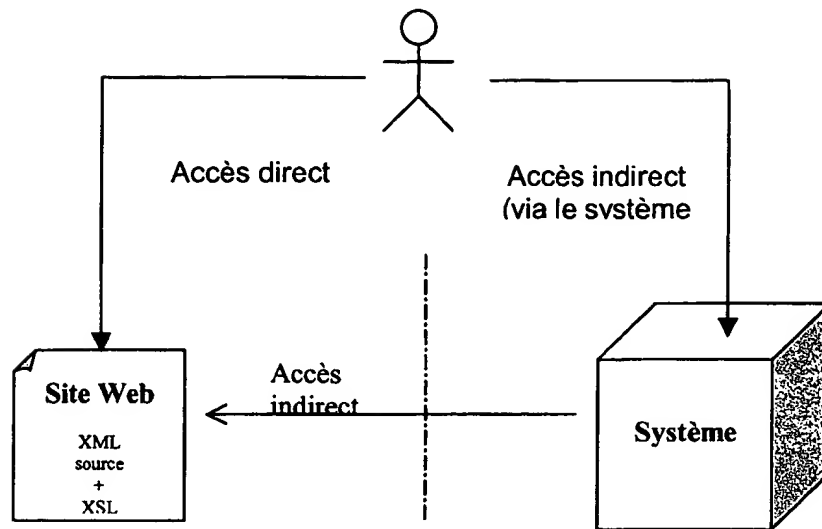 Accès direct
Accès indirect
(via le système
Accès
indirect
Site Web
XML
source
+
XSL
Système